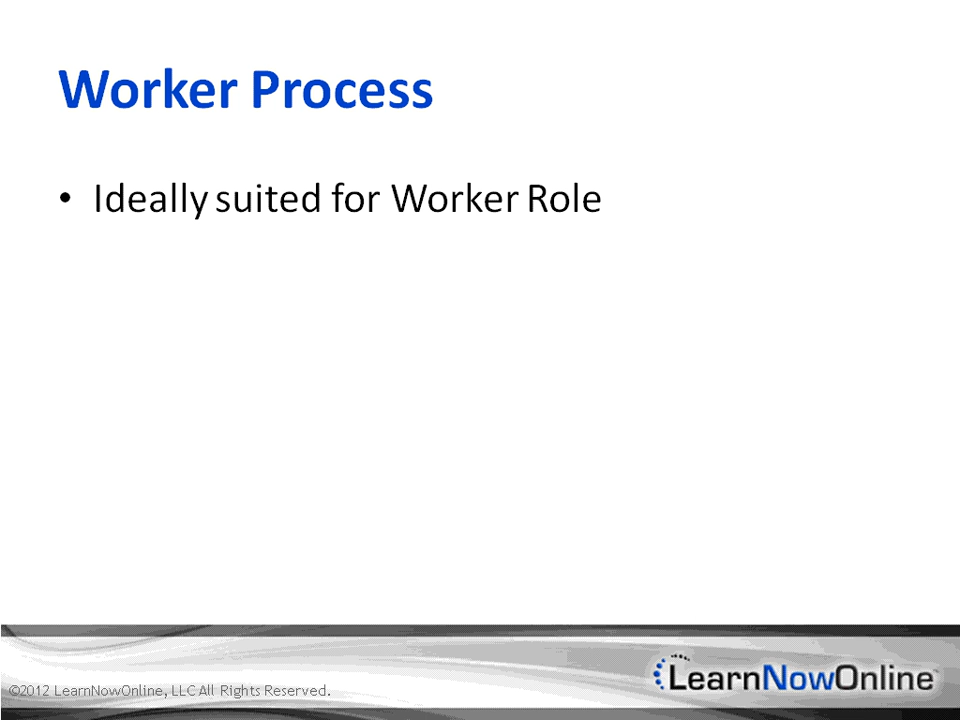 Worker Process
• Ideally suited for Worker Role
©2012 LearnNowOnline, LLC All Rights Reserved.
LearnNowOnline